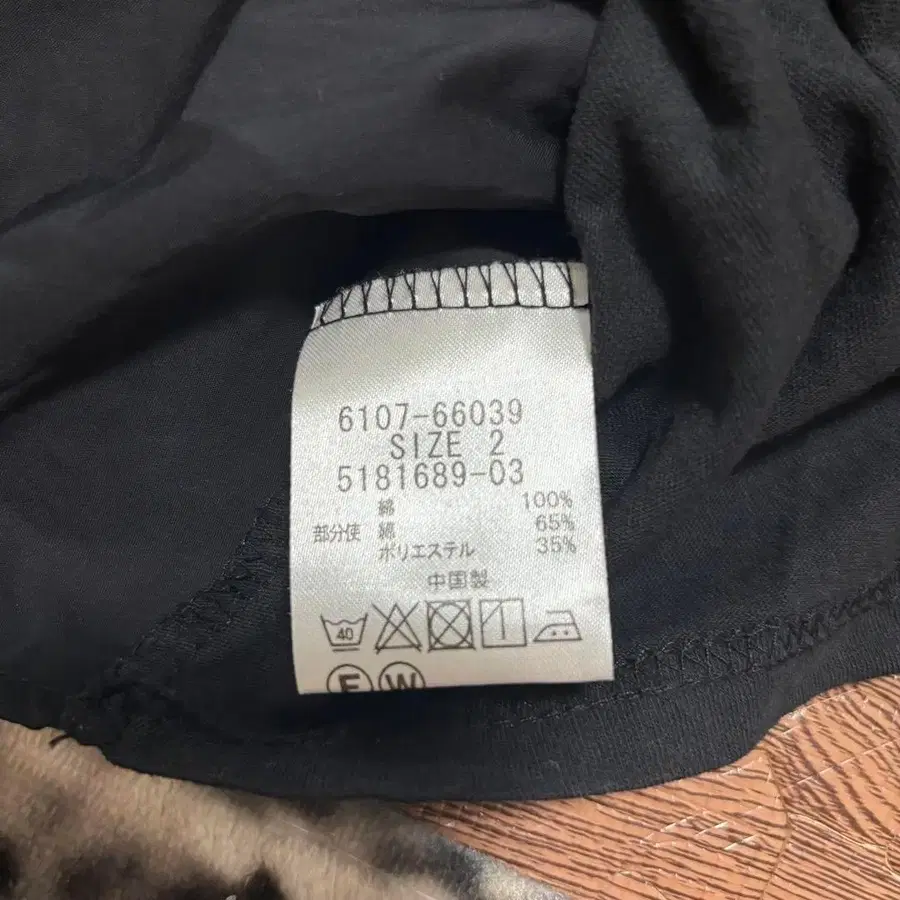 6107-66039
SIZE 2
5181689-03
綿 100%
部分使 綿 65%
ポリエステル 35%
中国製
40
F W